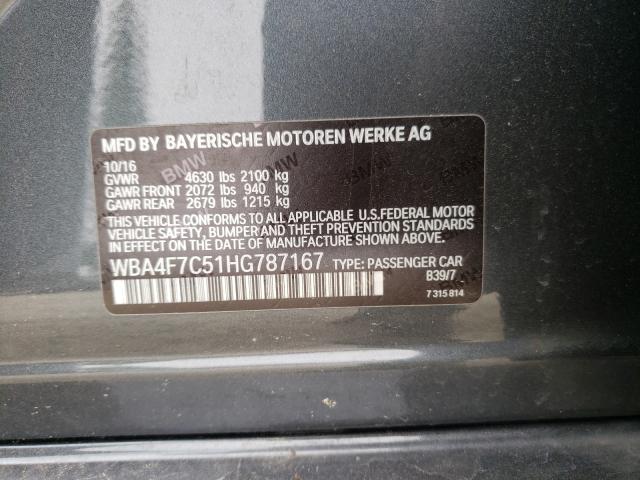 MFD BY BAYERISCHE MOTOREN WERKE AG
10/16
GVWR 4630 lbs 2100 kg
GAWR FRONT 2072 lbs 940 kg
GAWR REAR 2679 lbs 1215 kg
THIS VEHICLE CONFORMS TO ALL APPLICABLE U.S.FEDERAL MOTOR
VEHICLE SAFETY, BUMPER AND THEFT PREVENTION STANDARDS
IN EFFECT ON THE DATE OF MANUFACTURE SHOWN ABOVE.
WBA4F7C51HG787167 TYPE: PASSENGER CAR
B39/7
7 315 814
BMW
BMW